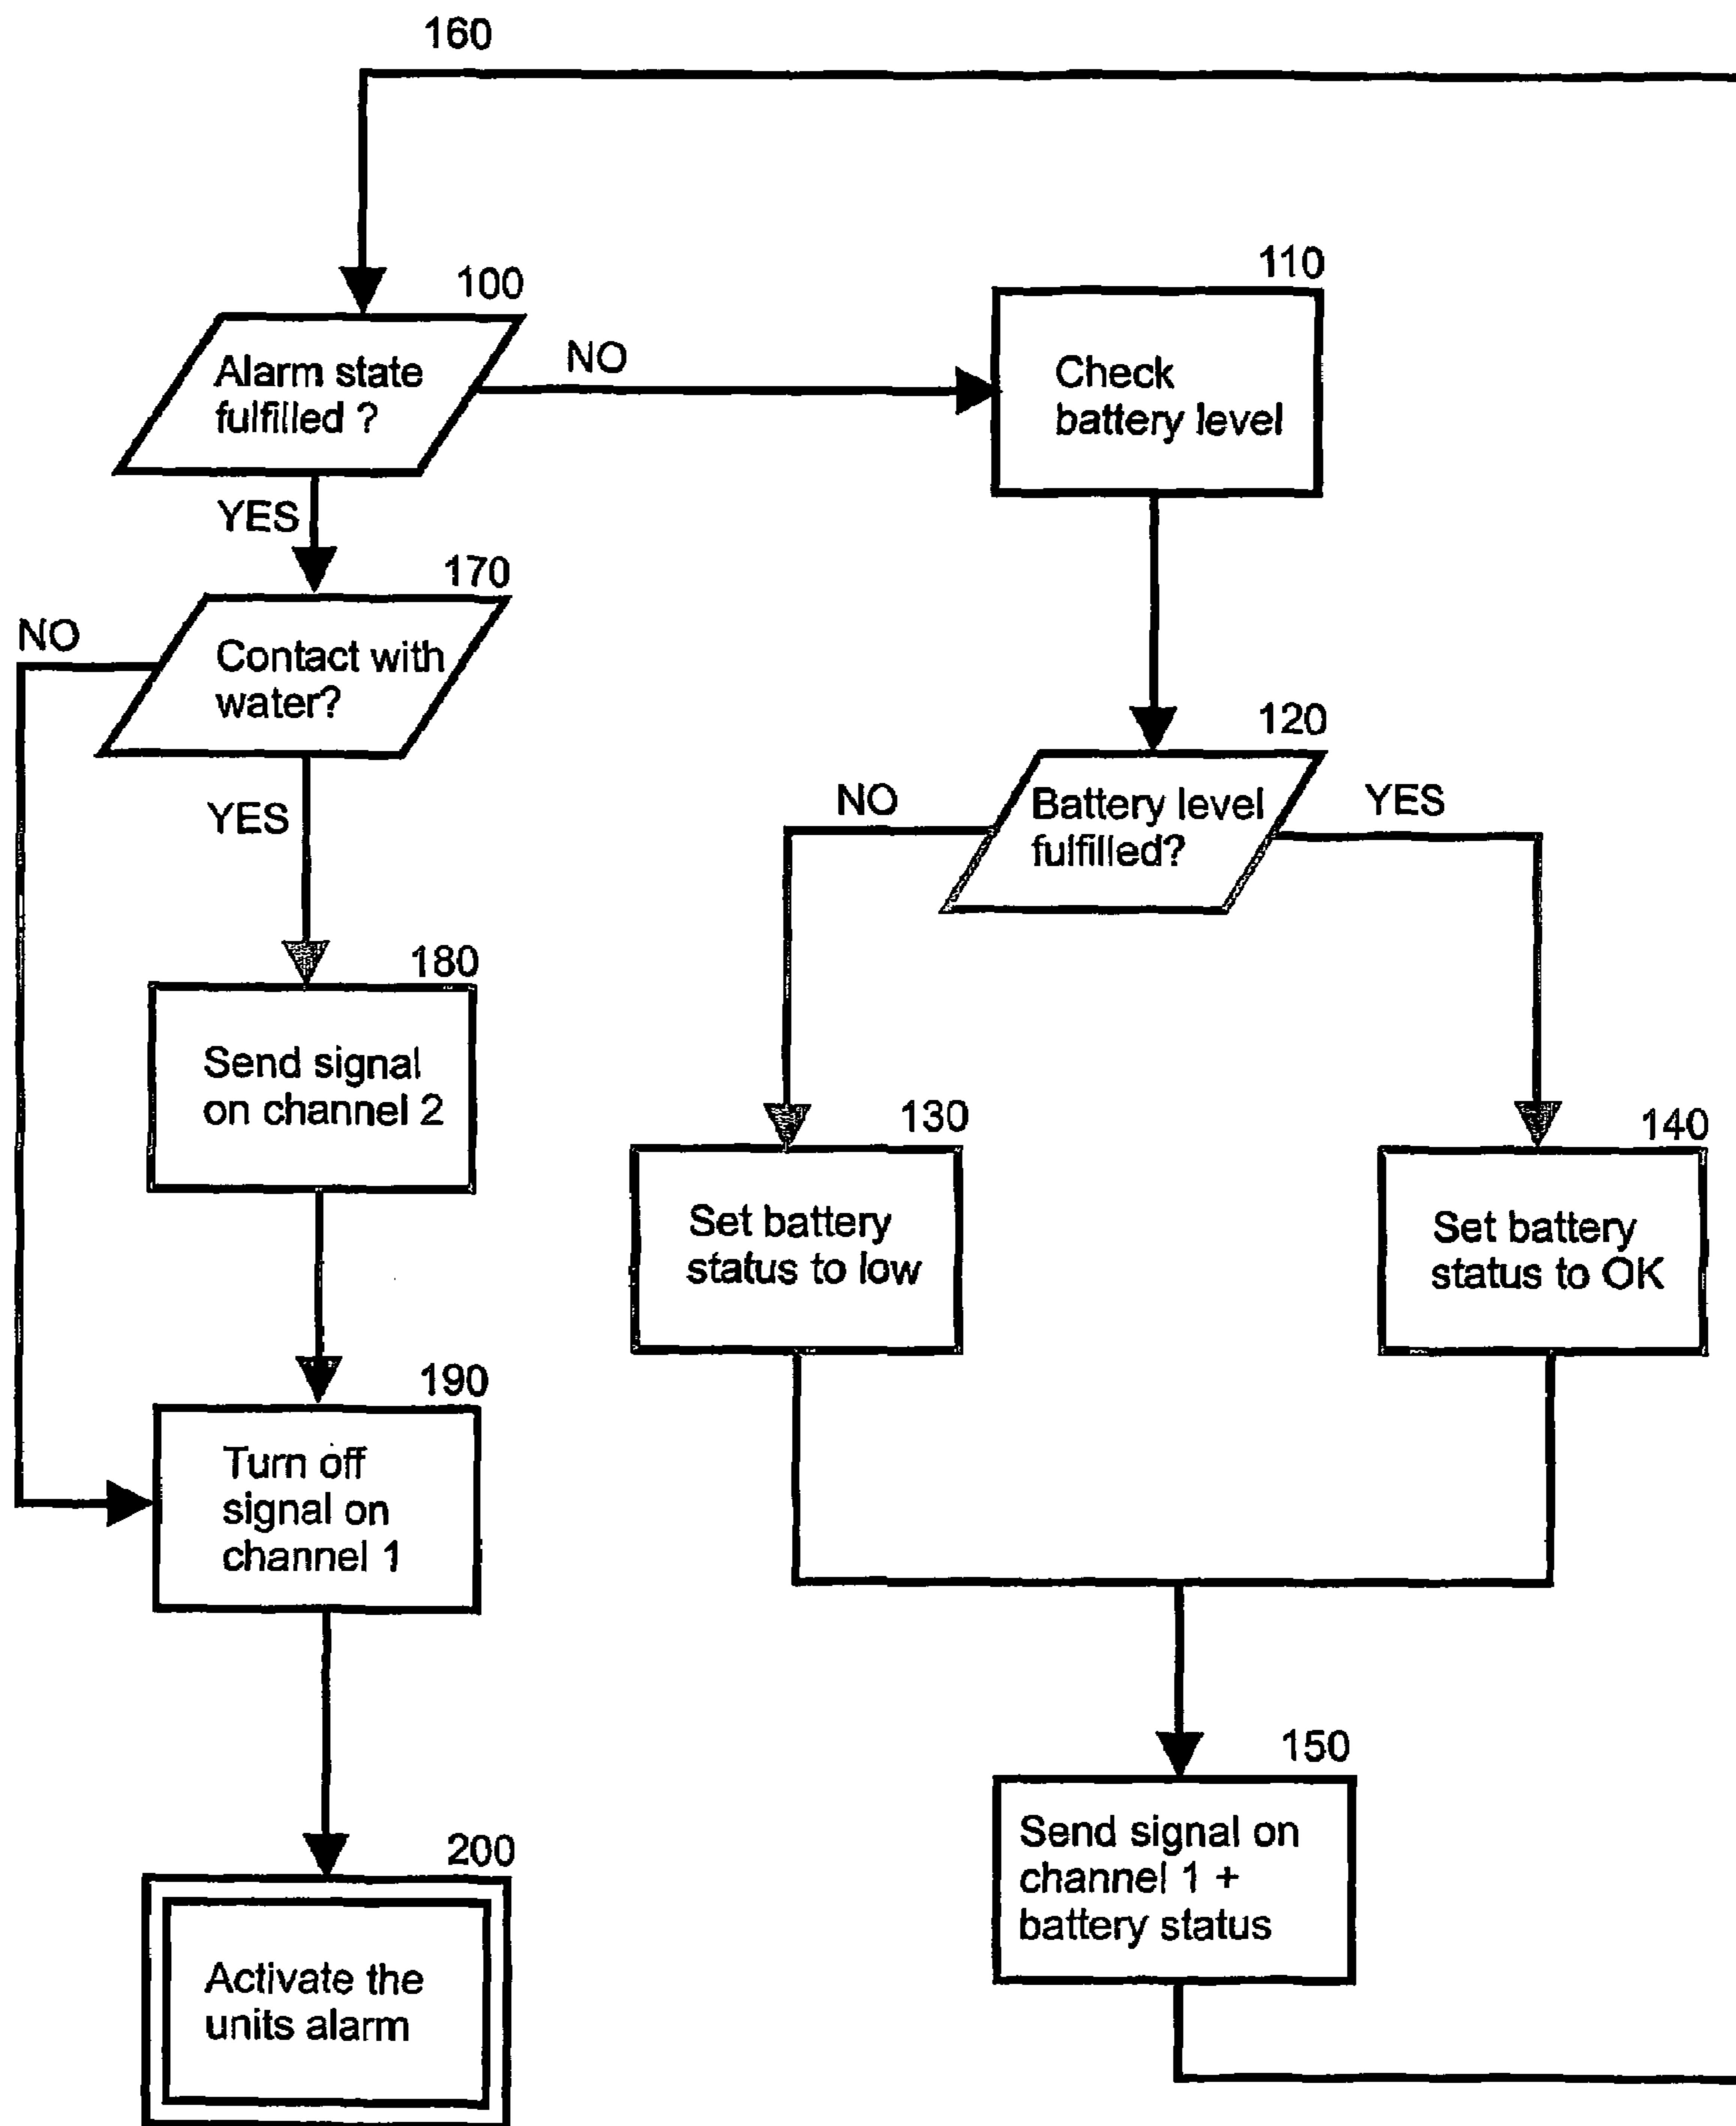 160
100
Alarm state
fulfilled ?
NO
110
Check
battery level
YES
170
Contact with
water?
NO
YES
120
Battery level
fulfilled?
NO
YES
180
Send signal
on channel 2
130
Set battery
status to low
140
Set battery
status to OK
190
Turn off
signal on
channel 1
150
Send signal on
channel 1 +
battery status
200
Activate the
units alarm